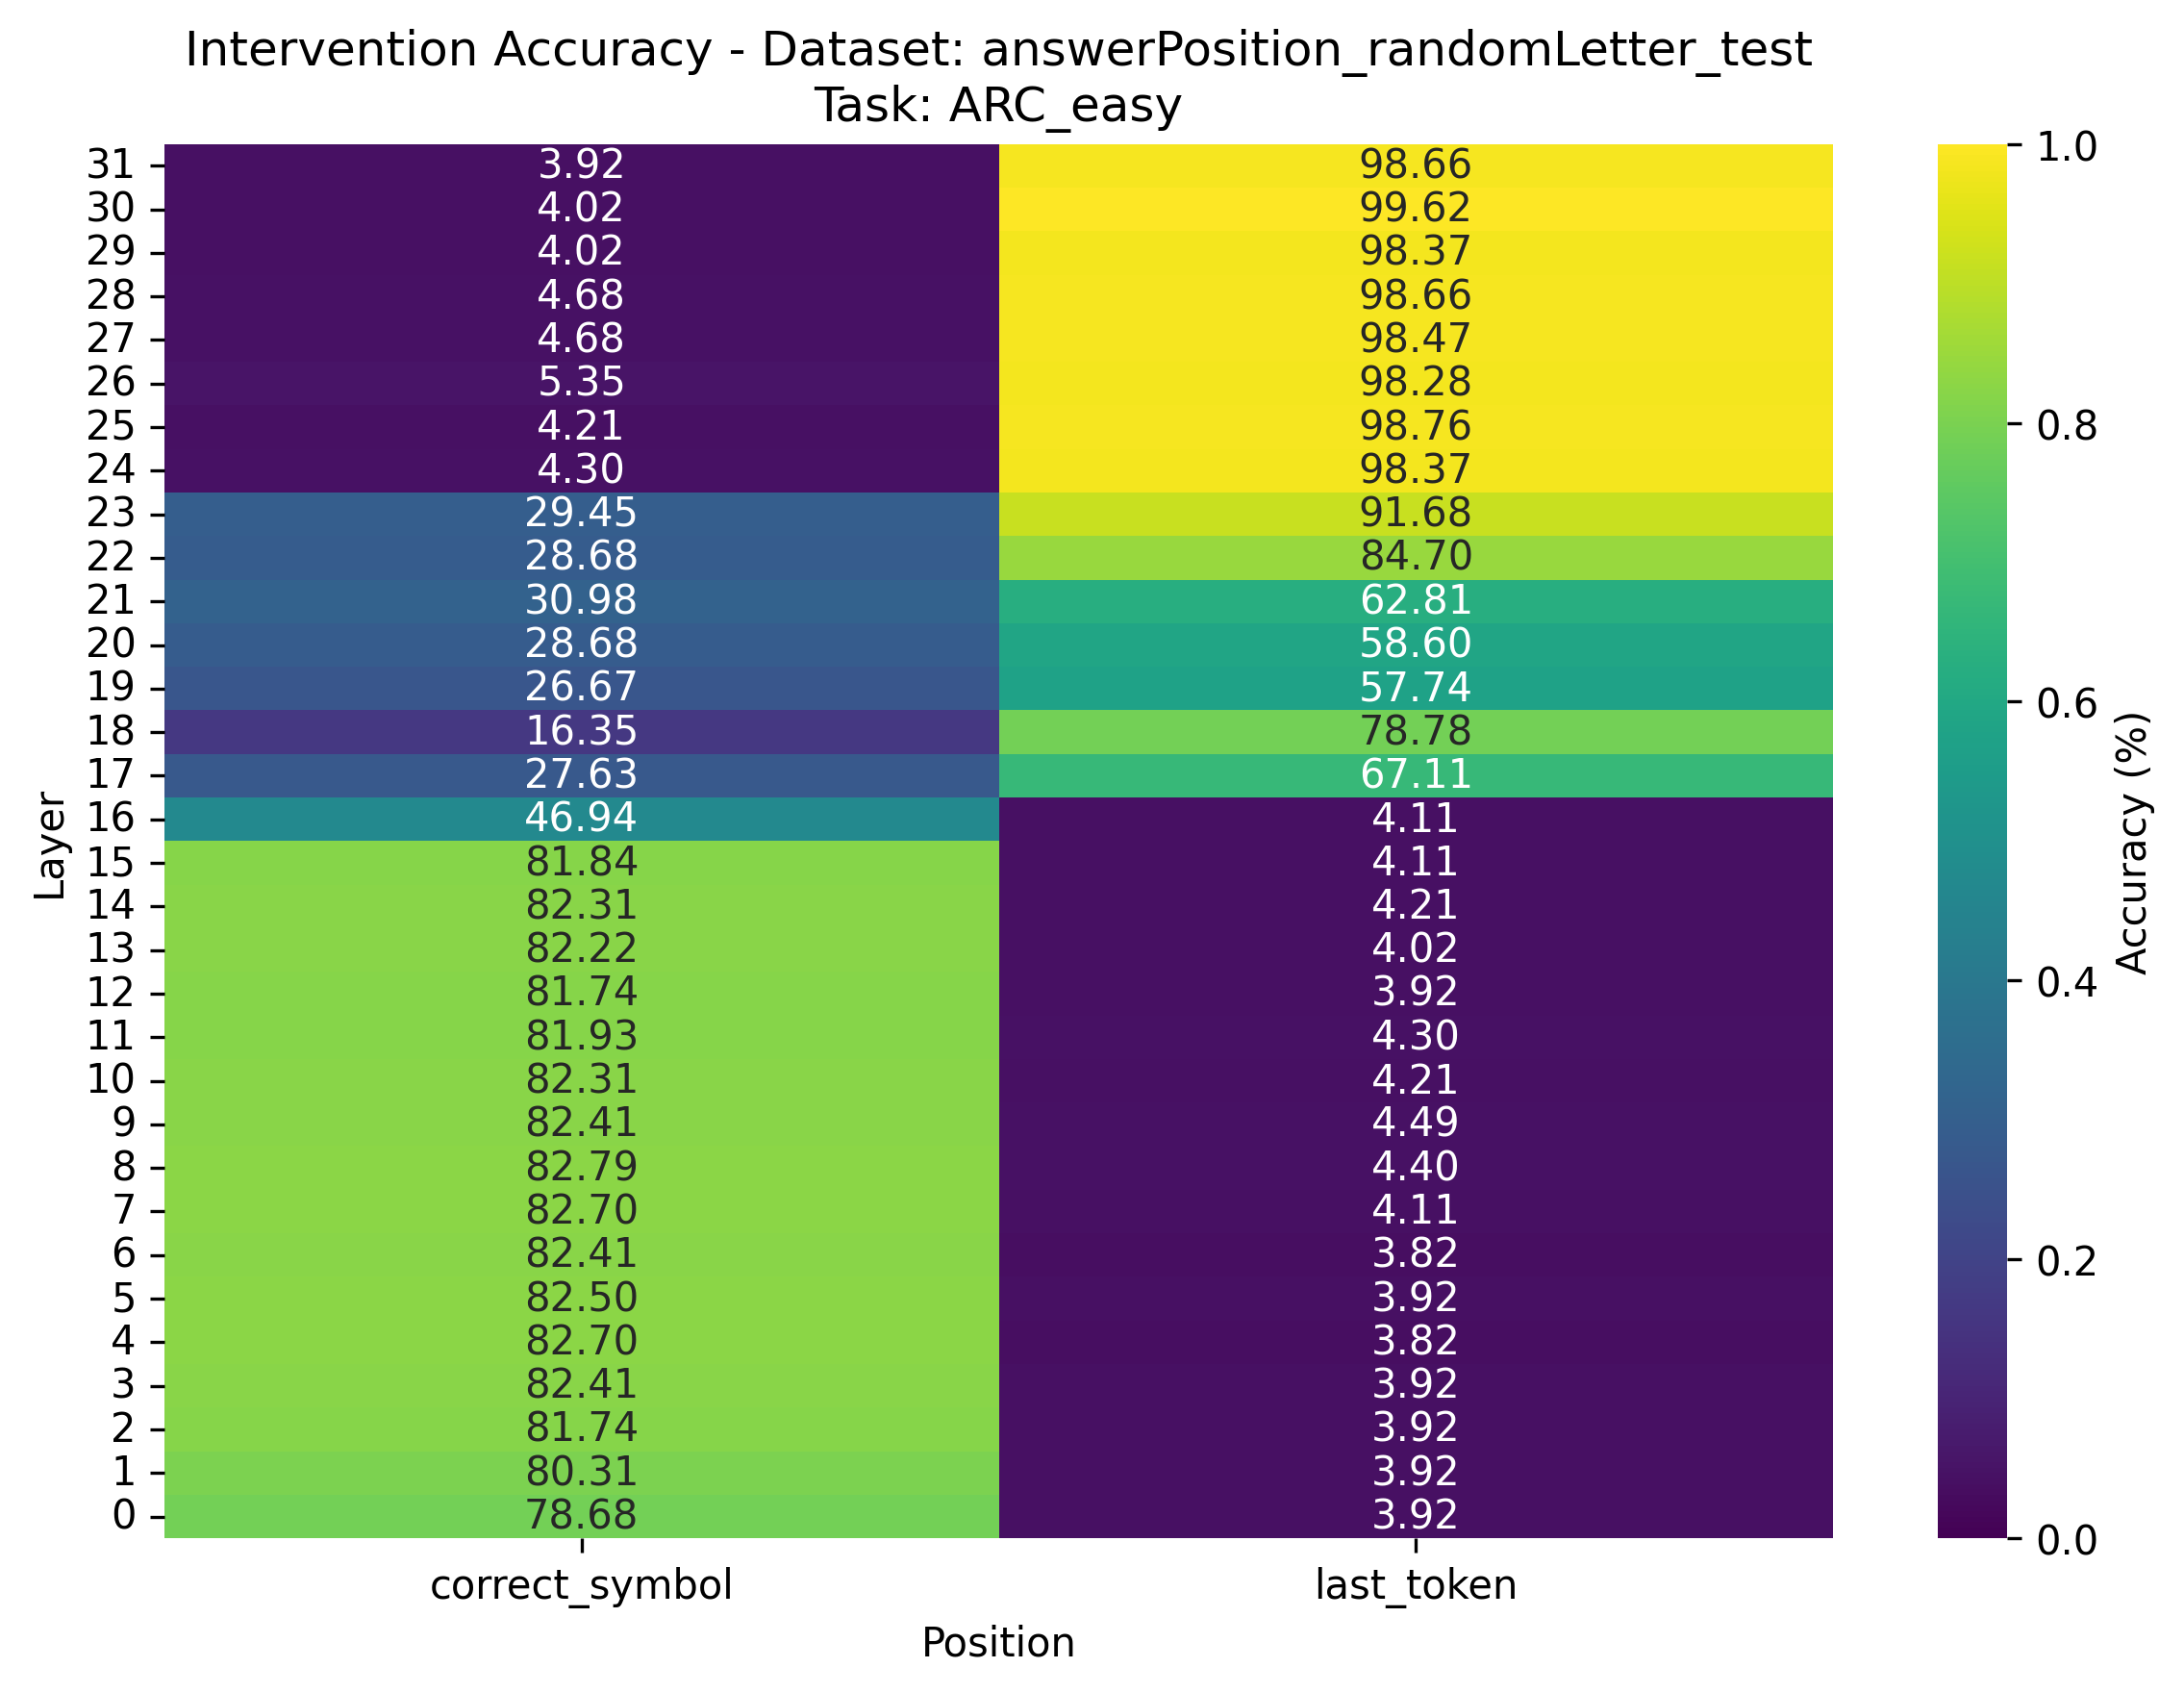 Intervention Accuracy - Dataset: answerPosition_randomLetter_test
Task: ARC_easy
31 3.92 98.66
30 4.02 99.62
29 4.02 98.37
28 4.68 98.66
27 4.68 98.47
26 5.35 98.28
25 4.21 98.76
24 4.30 98.37
23 29.45 91.68
22 28.68 84.70
21 30.98 62.81
20 28.68 58.60
19 26.67 57.74
18 16.35 78.78
17 27.63 67.11
16 46.94 4.11
15 81.84 4.11
14 82.31 4.21
13 82.22 4.02
12 81.74 3.92
11 81.93 4.30
10 82.31 4.21
9 82.41 4.49
8 82.79 4.40
7 82.70 4.11
6 82.41 3.82
5 82.50 3.92
4 82.70 3.82
3 82.41 3.92
2 81.74 3.92
1 80.31 3.92
0 78.68 3.92
Layer
correct_symbol last_token
Position
1.0
0.8
0.6
0.4
0.2
0.0
Accuracy (%)